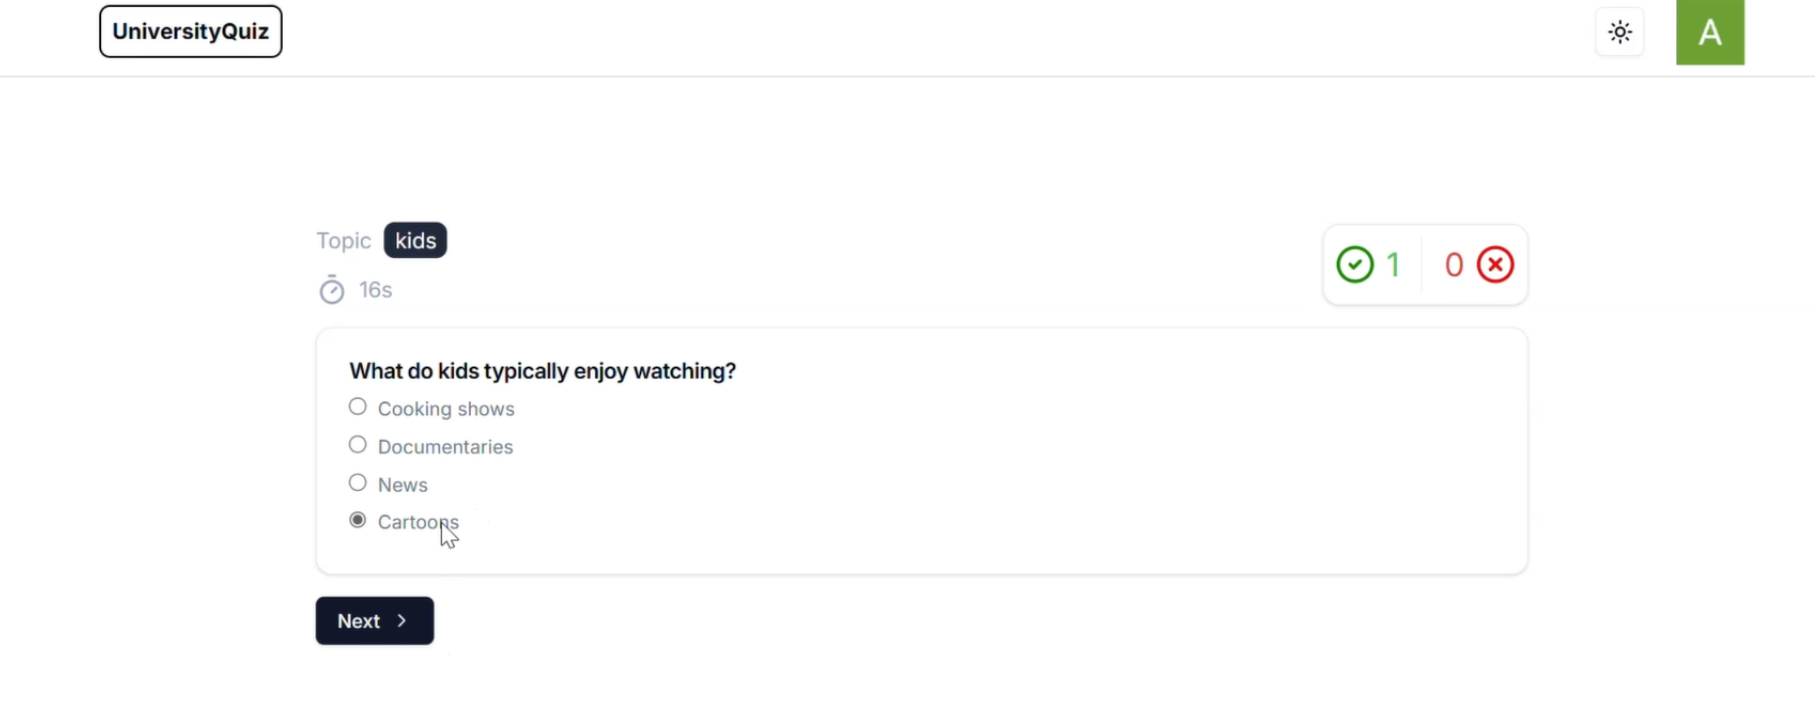 UniversityQuiz
A
Topic kids
1 0
16s
What do kids typically enjoy watching?
Cooking shows
Documentaries
News
Cartoons
Next